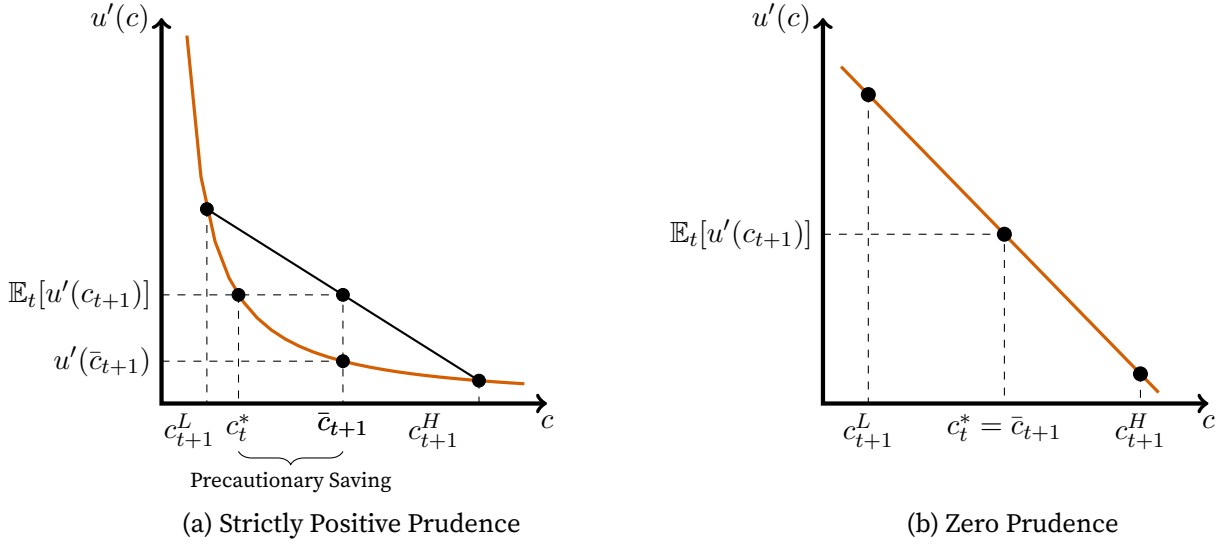 u′(c)
𝔼ₜ[u′(cₜ₊₁)]
u′(c̄ₜ₊₁)
cᴸₜ₊₁ c*ₜ c̄ₜ₊₁ cᴴₜ₊₁ c
Precautionary Saving
(a) Strictly Positive Prudence
u′(c)
𝔼ₜ[u′(cₜ₊₁)]
cᴸₜ₊₁ c*ₜ = c̄ₜ₊₁ cᴴₜ₊₁ c
(b) Zero Prudence